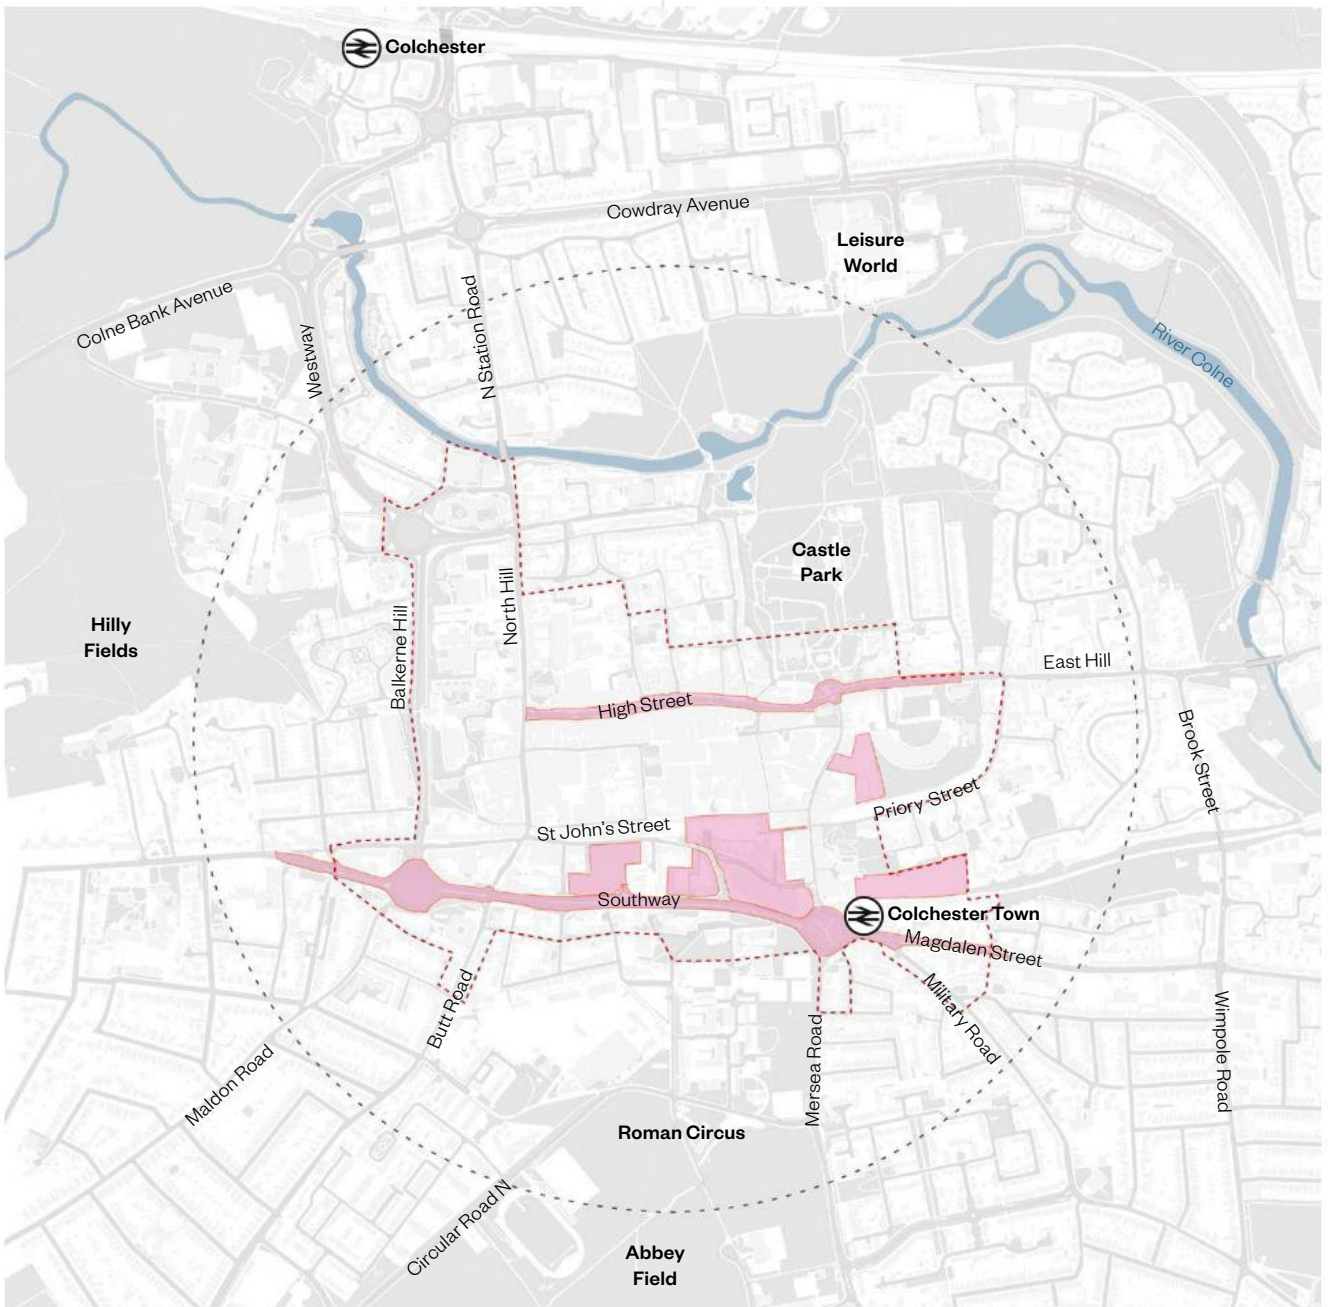 Colchester
Cowdray Avenue
Leisure
World
Colne Bank Avenue
Westway
N Station Road
River Colne
Castle
Park
Hilly
Fields
Balkerne Hill
North Hill
East Hill
High Street
Brook Street
Priory Street
St John's Street
Southway
Colchester Town
Magdalen Street
Butt Road
Military Road
Maldon Road
Mersea Road
Wimpole Road
Roman Circus
Circular Road N
Abbey
Field